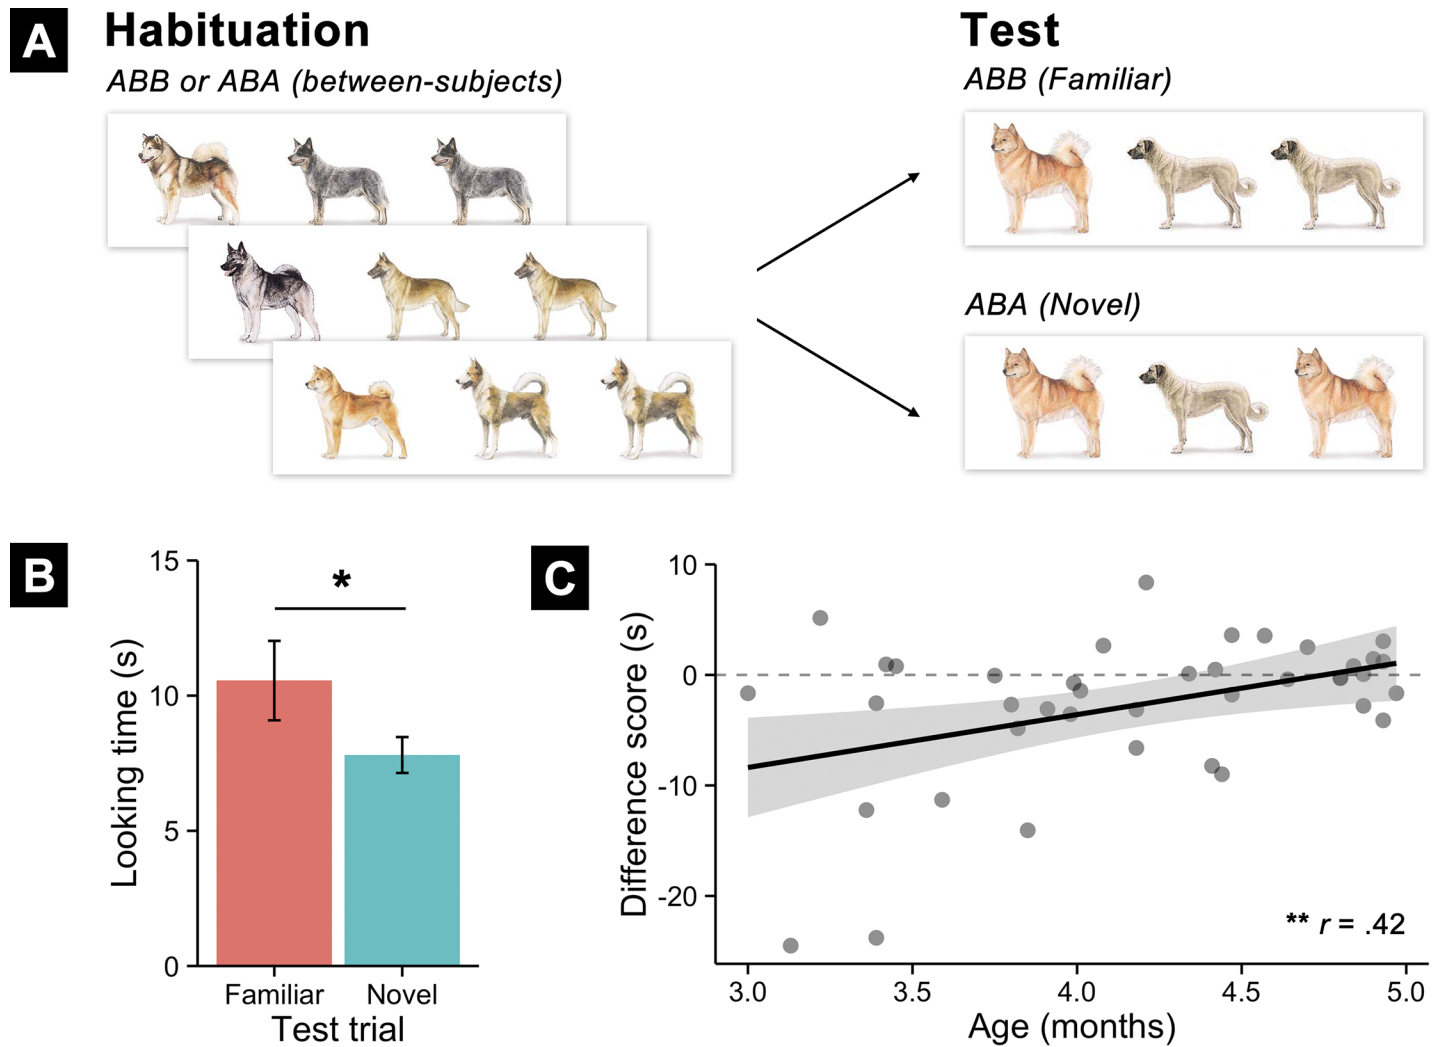 A
Habituation
ABB or ABA (between-subjects)
Test
ABB (Familiar)
ABA (Novel)
B
15
10
5
0
Looking time (s)
*
Familiar
Novel
Test trial
C
10
0
-10
-20
Difference score (s)
** r = .42
3.0
3.5
4.0
4.5
5.0
Age (months)